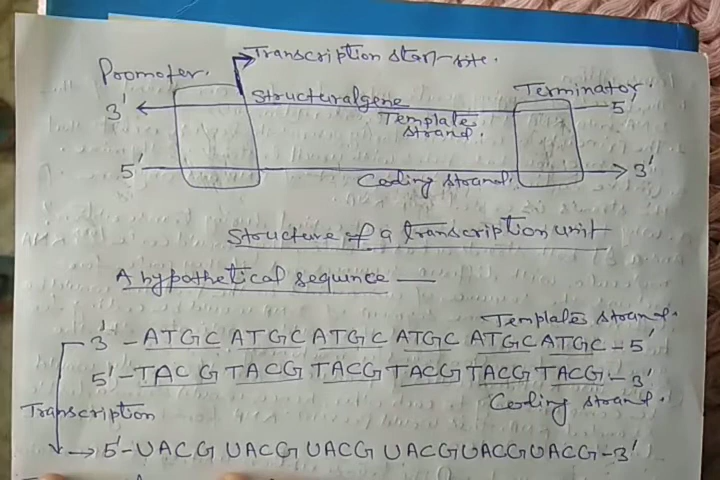 Transcription start-site.
Promoter.
Structural gene
Terminator.
3' 5'
Template
strand.
5' 3'
Coding strand.
Structure of a transcription unit
A hypothetical sequince —
Template strand.
3' -ATGC ATGC ATGC ATGC ATGC ATGC - 5'
5'-TACG TACG TACG TACG TACG TACG-3'
Coding strand.
Transcription
→ 5'-UACG UACG UACG UACG UACG UACG-3'